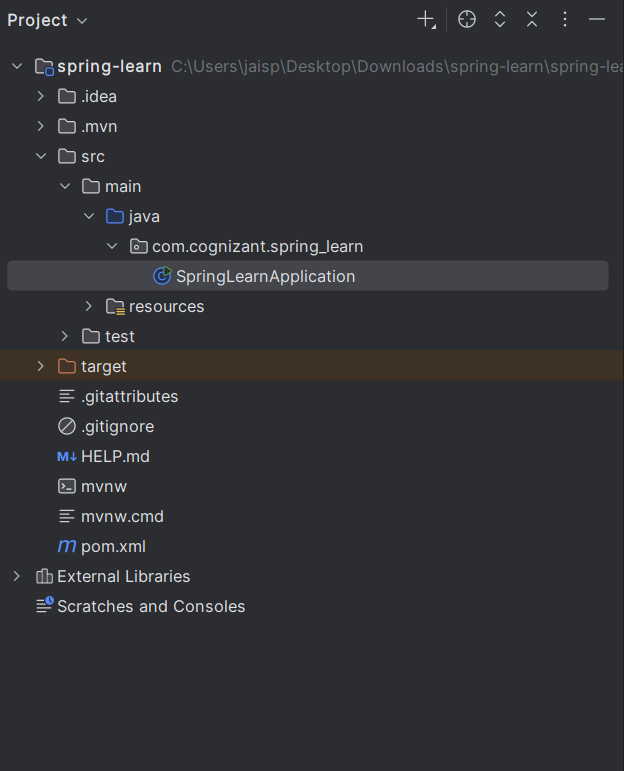 Project
spring-learn C:\Users\jaisp\Desktop\Downloads\spring-learn\spring-lea
.idea
.mvn
src
main
java
com.cognizant.spring_learn
SpringLearnApplication
resources
test
target
.gitattributes
.gitignore
M↓ HELP.md
mvnw
mvnw.cmd
m pom.xml
External Libraries
Scratches and Consoles